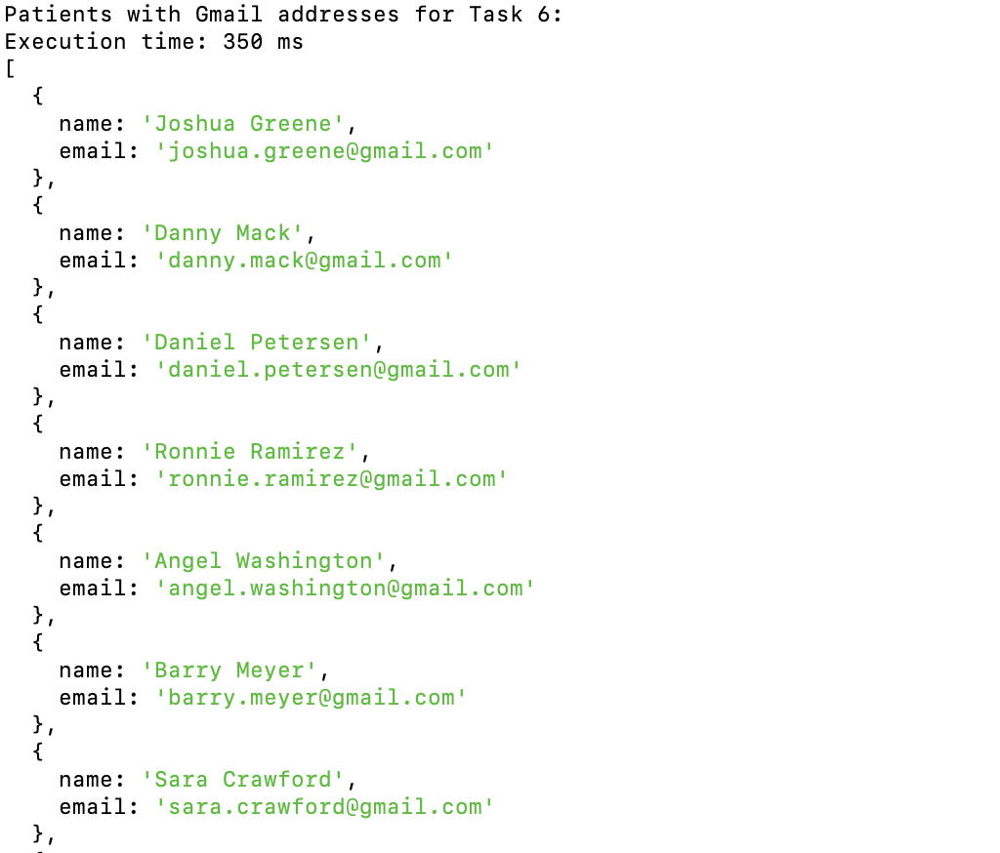 Patients with Gmail addresses for Task 6:
Execution time: 350 ms
[
  {
    name: 'Joshua Greene',
    email: 'joshua.greene@gmail.com'
  },
  {
    name: 'Danny Mack',
    email: 'danny.mack@gmail.com'
  },
  {
    name: 'Daniel Petersen',
    email: 'daniel.petersen@gmail.com'
  },
  {
    name: 'Ronnie Ramirez',
    email: 'ronnie.ramirez@gmail.com'
  },
  {
    name: 'Angel Washington',
    email: 'angel.washington@gmail.com'
  },
  {
    name: 'Barry Meyer',
    email: 'barry.meyer@gmail.com'
  },
  {
    name: 'Sara Crawford',
    email: 'sara.crawford@gmail.com'
  },